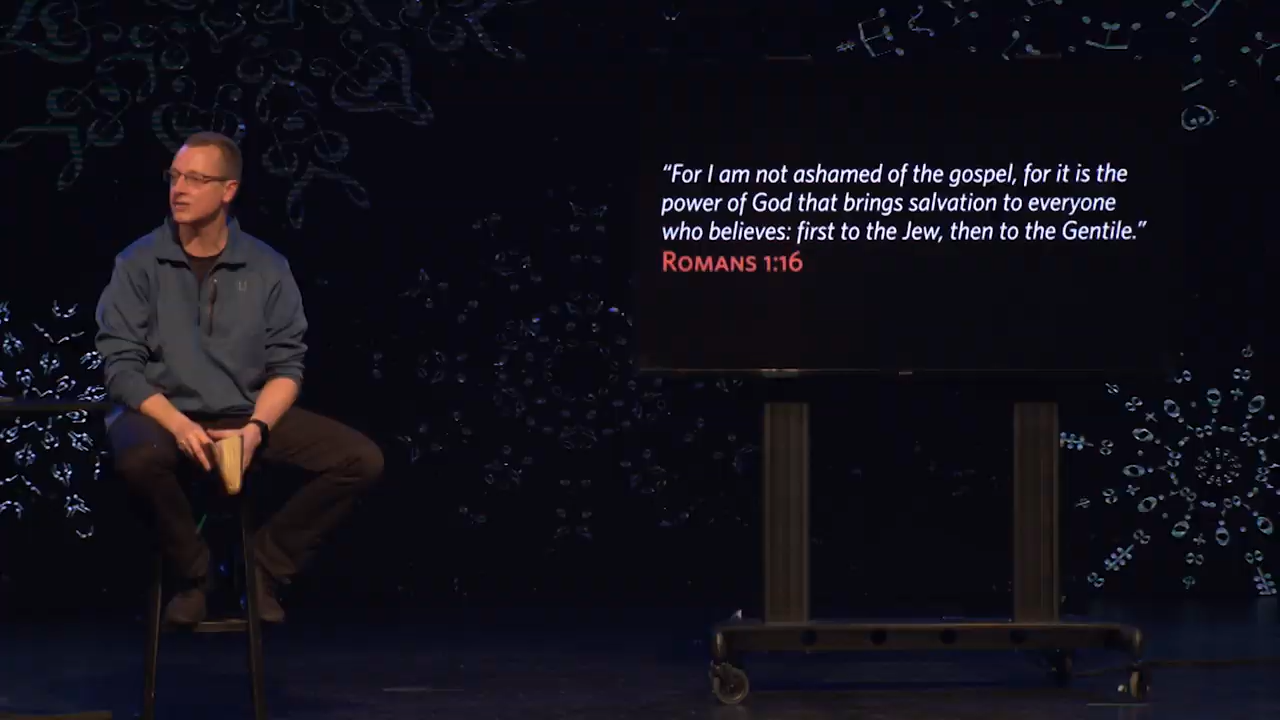 “For I am not ashamed of the gospel, for it is the
power of God that brings salvation to everyone
who believes: first to the Jew, then to the Gentile.”
ROMANS 1:16